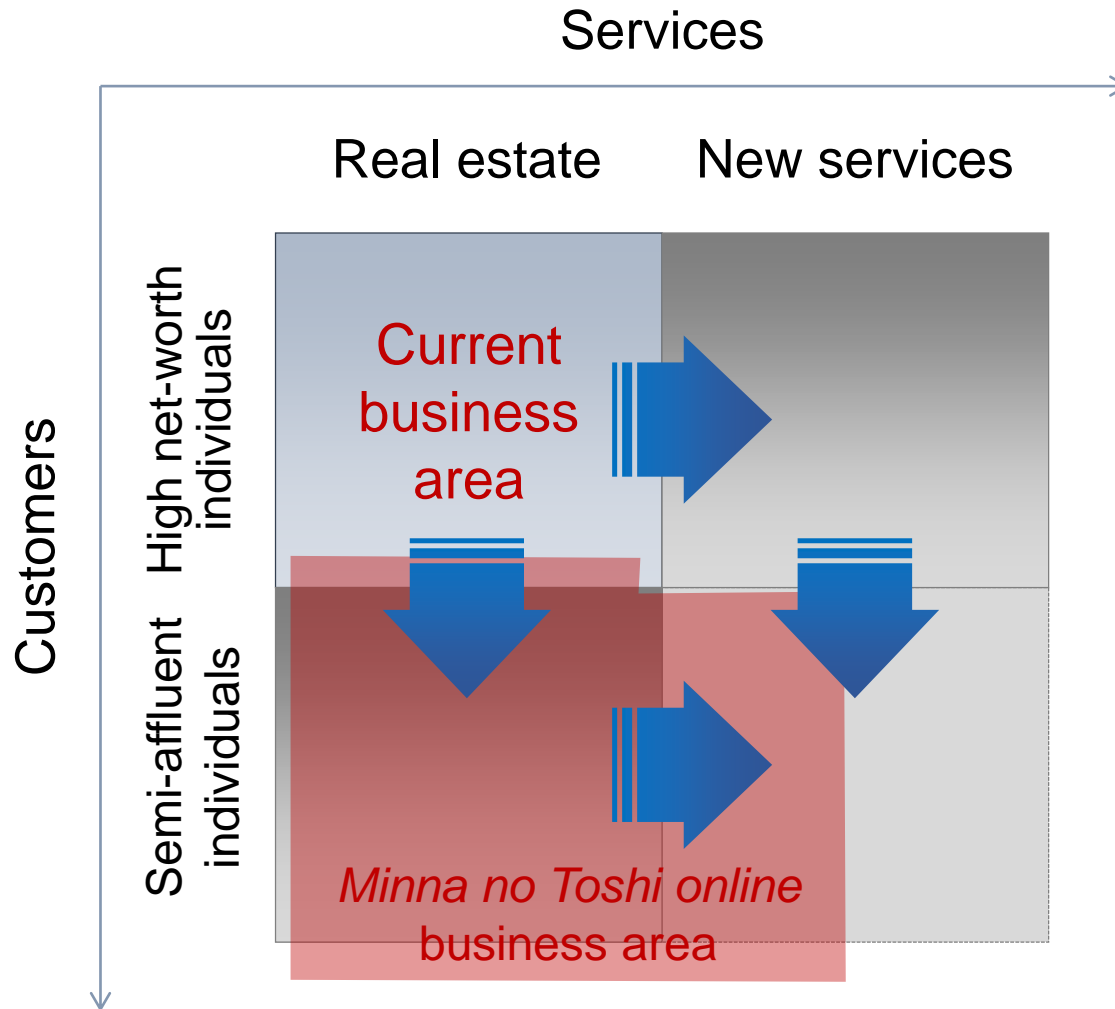 Services
Real estate
New services
Customers
High net-worth
individuals
Current
business
area
Semi-affluent
individuals
Minna no Toshi online
business area